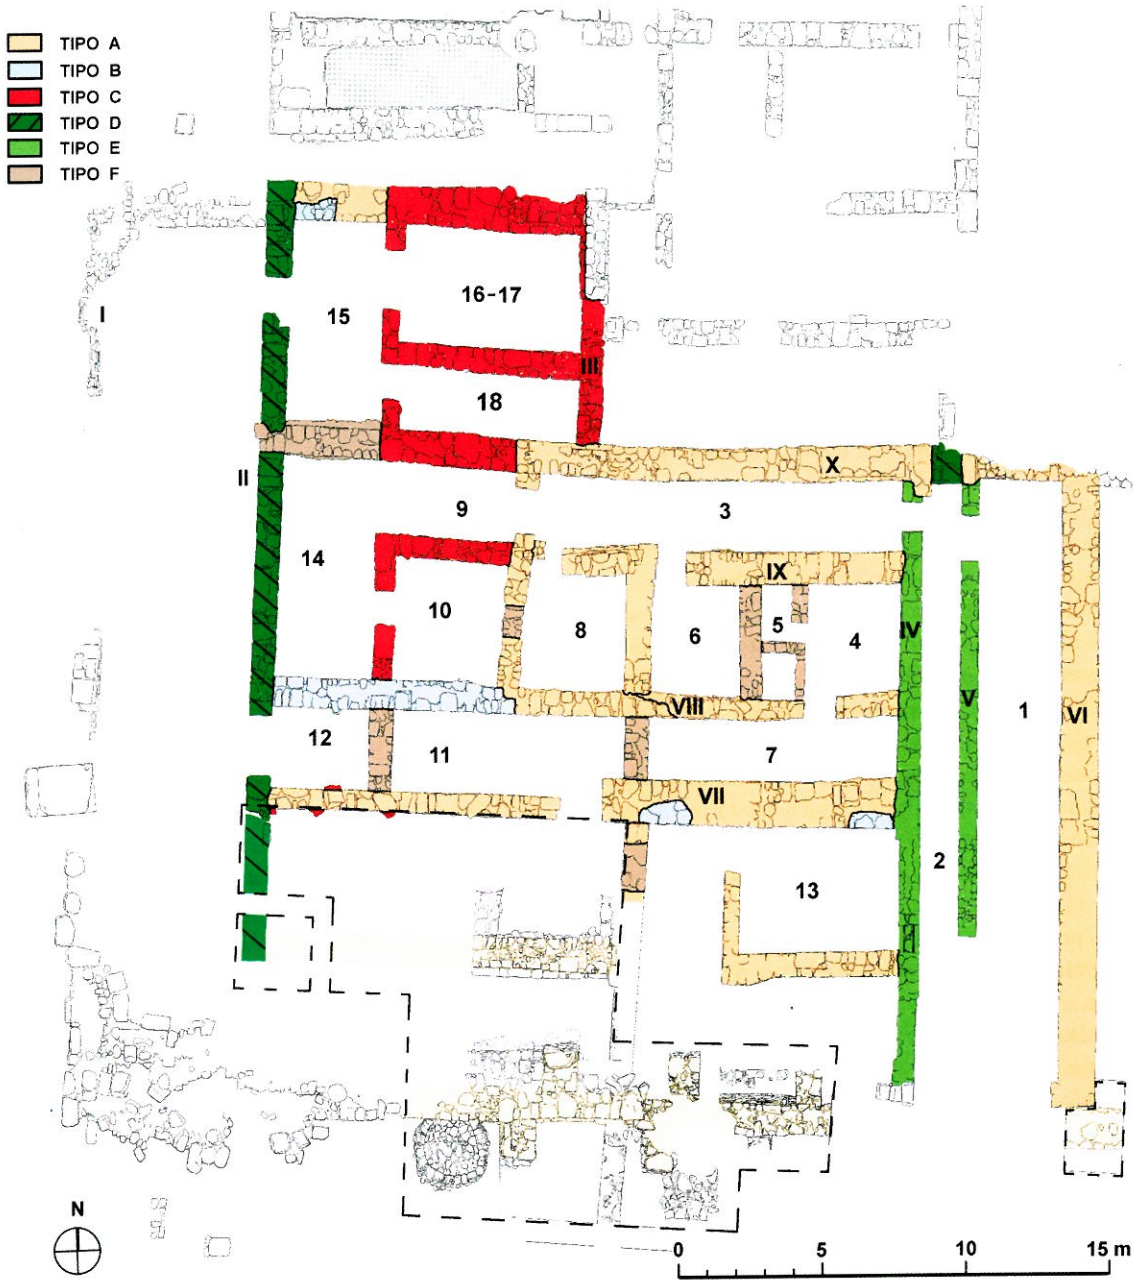 TIPO A
TIPO B
TIPO C
TIPO D
TIPO E
TIPO F
I
15
16-17
III
18
II
X
9
3
14
IX
10
8
6
5
4
IV
V
1
VI
VIII
12
11
7
VII
2
13
N
0 5 10 15 m